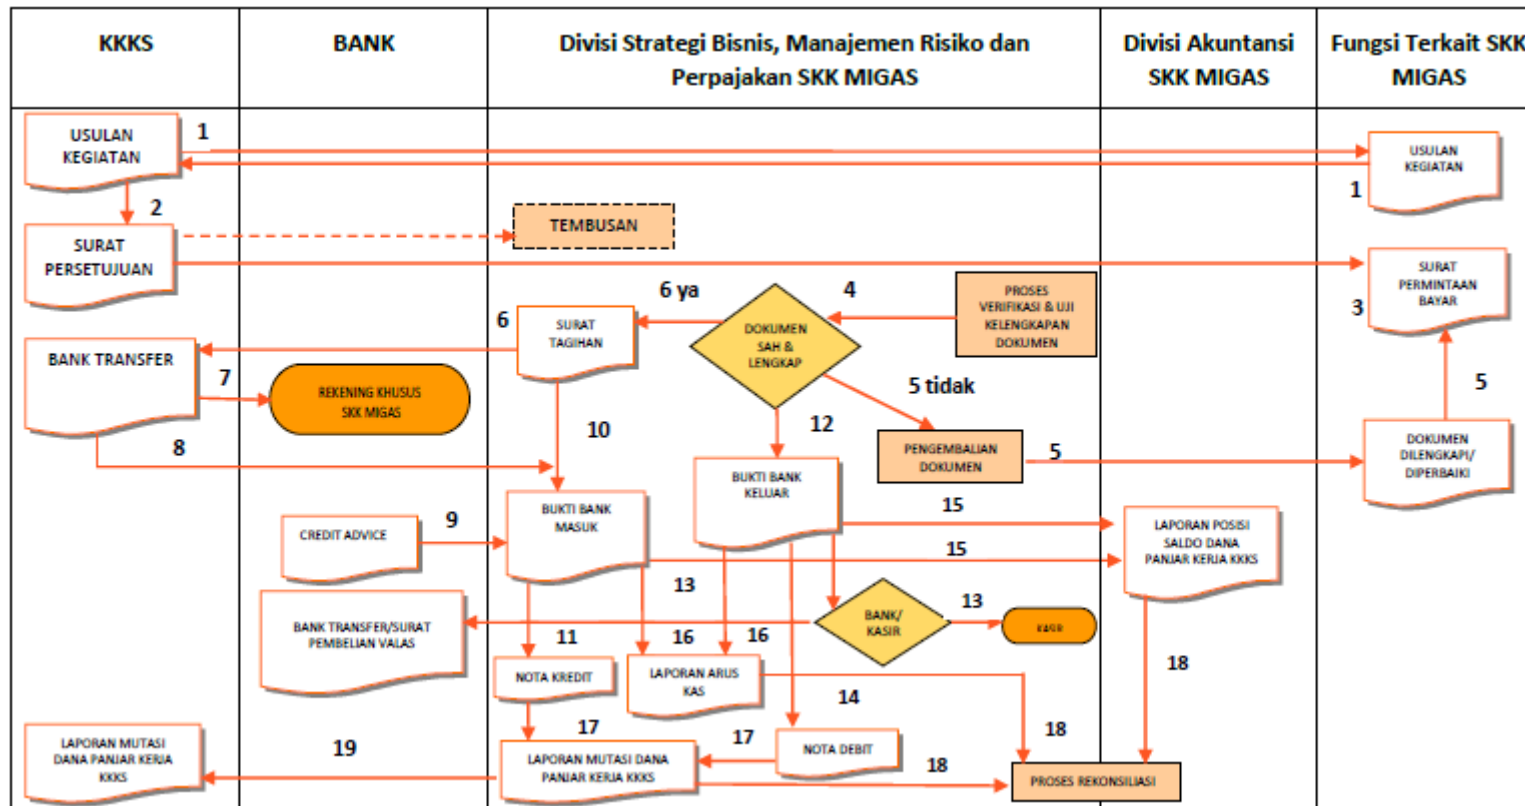 KKKS
BANK
Divisi Strategi Bisnis, Manajemen Risiko dan
Perpajakan SKK MIGAS
Divisi Akuntansi
SKK MIGAS
Fungsi Terkait SKK
MIGAS
USULAN
KEGIATAN
1
USULAN
KEGIATAN
1
2
TEMBUSAN
SURAT
PERSETUJUAN
SURAT
PERMINTAAN
BAYAR
3
6 ya
4
PROSES
VERIFIKASI & UJI
KELENGKAPAN
DOKUMEN
6
SURAT
TAGIHAN
DOKUMEN
SAH &
LENGKAP
BANK TRANSFER
7
REKENING KHUSUS
SKK MIGAS
5 tidak
5
8
10
12
PENGEMBALIAN
DOKUMEN
5
DOKUMEN
DILENGKAPI/
DIPERBAIKI
BUKTI BANK
KELUAR
CREDIT ADVICE
9
BUKTI BANK
MASUK
15
15
LAPORAN POSISI
SALDO DANA
PANJAR KERJA KKKS
13
BANK TRANSFER/SURAT
PEMBELIAN VALAS
BANK/
KASIR
13
KASIR
11
16
16
NOTA KREDIT
LAPORAN ARUS
KAS
18
14
17
18
LAPORAN MUTASI
DANA PANJAR KERJA
KKKS
19
LAPORAN MUTASI DANA
PANJAR KERJA KKKS
17
NOTA DEBIT
18
PROSES REKONSILIASI